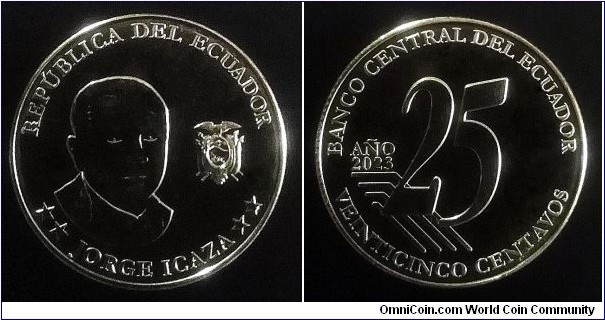 REPÚBLICA DEL ECUADOR
JORGE ICAZA
BANCO CENTRAL DEL ECUADOR
25
AÑO
2023
VEINTICINCO CENTAVOS
OmniCoin.com World Coin Community